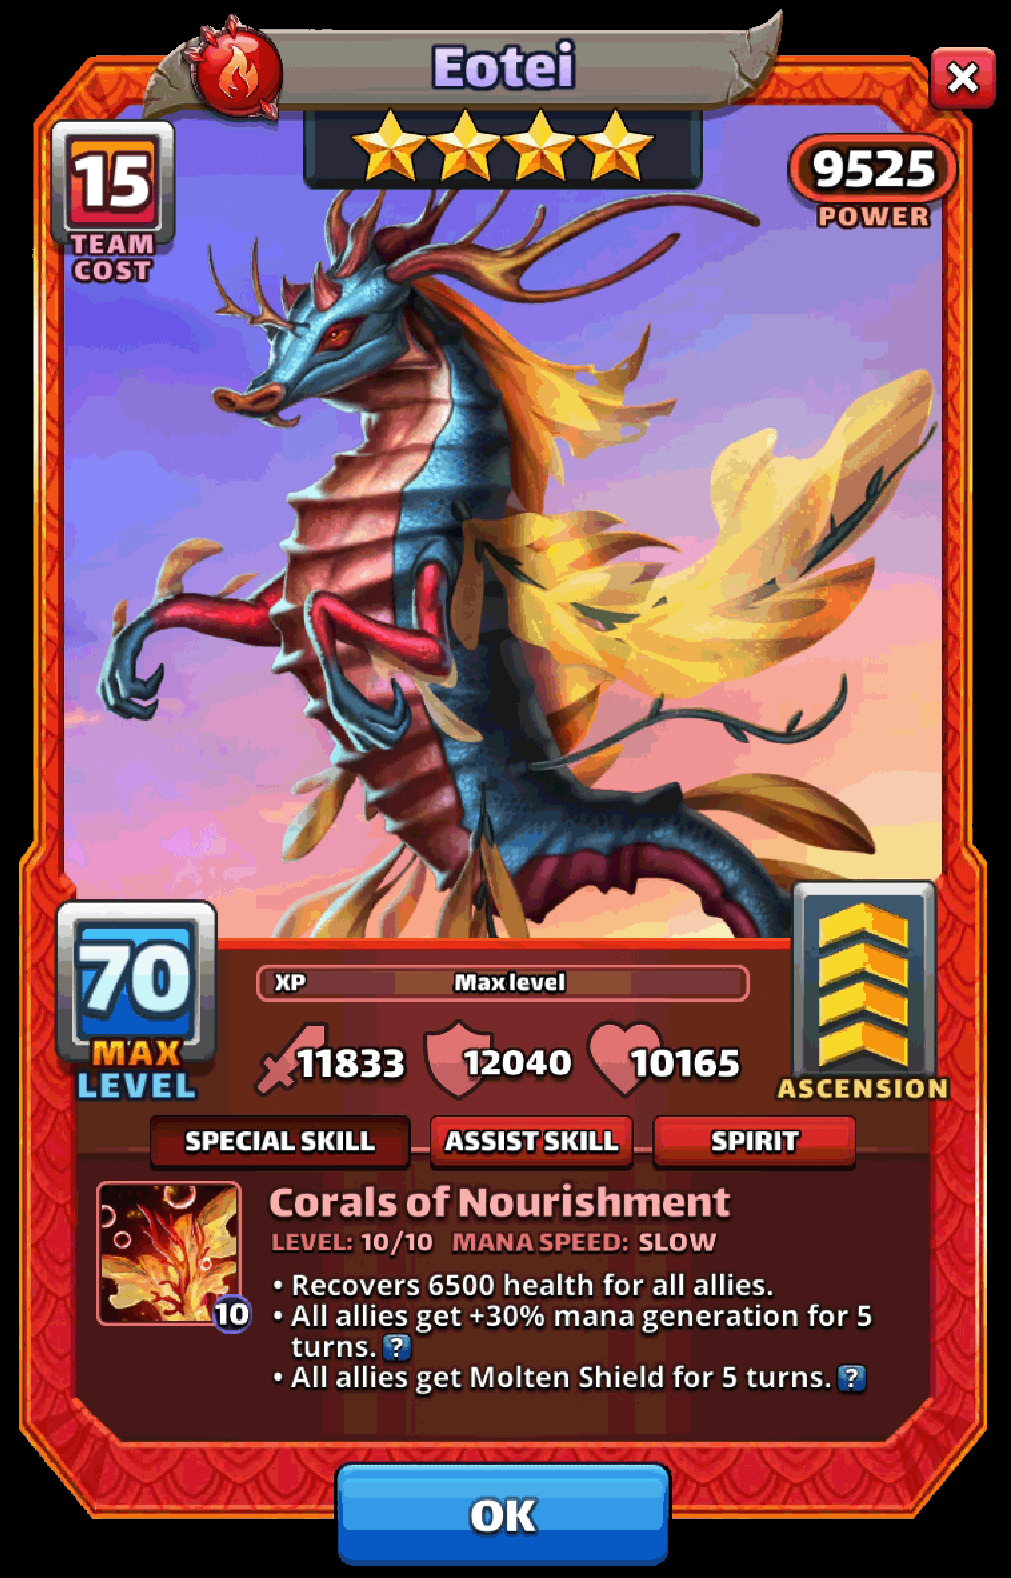 Eotei
15
TEAM
COST
9525
POWER
70
MAX
LEVEL
XP Max level
11833 12040 10165
ASCENSION
SPECIAL SKILL ASSIST SKILL SPIRIT
Corals of Nourishment
LEVEL: 10/10 MANA SPEED: SLOW
10
• Recovers 6500 health for all allies.
• All allies get +30% mana generation for 5
turns. ?
• All allies get Molten Shield for 5 turns. ?
OK